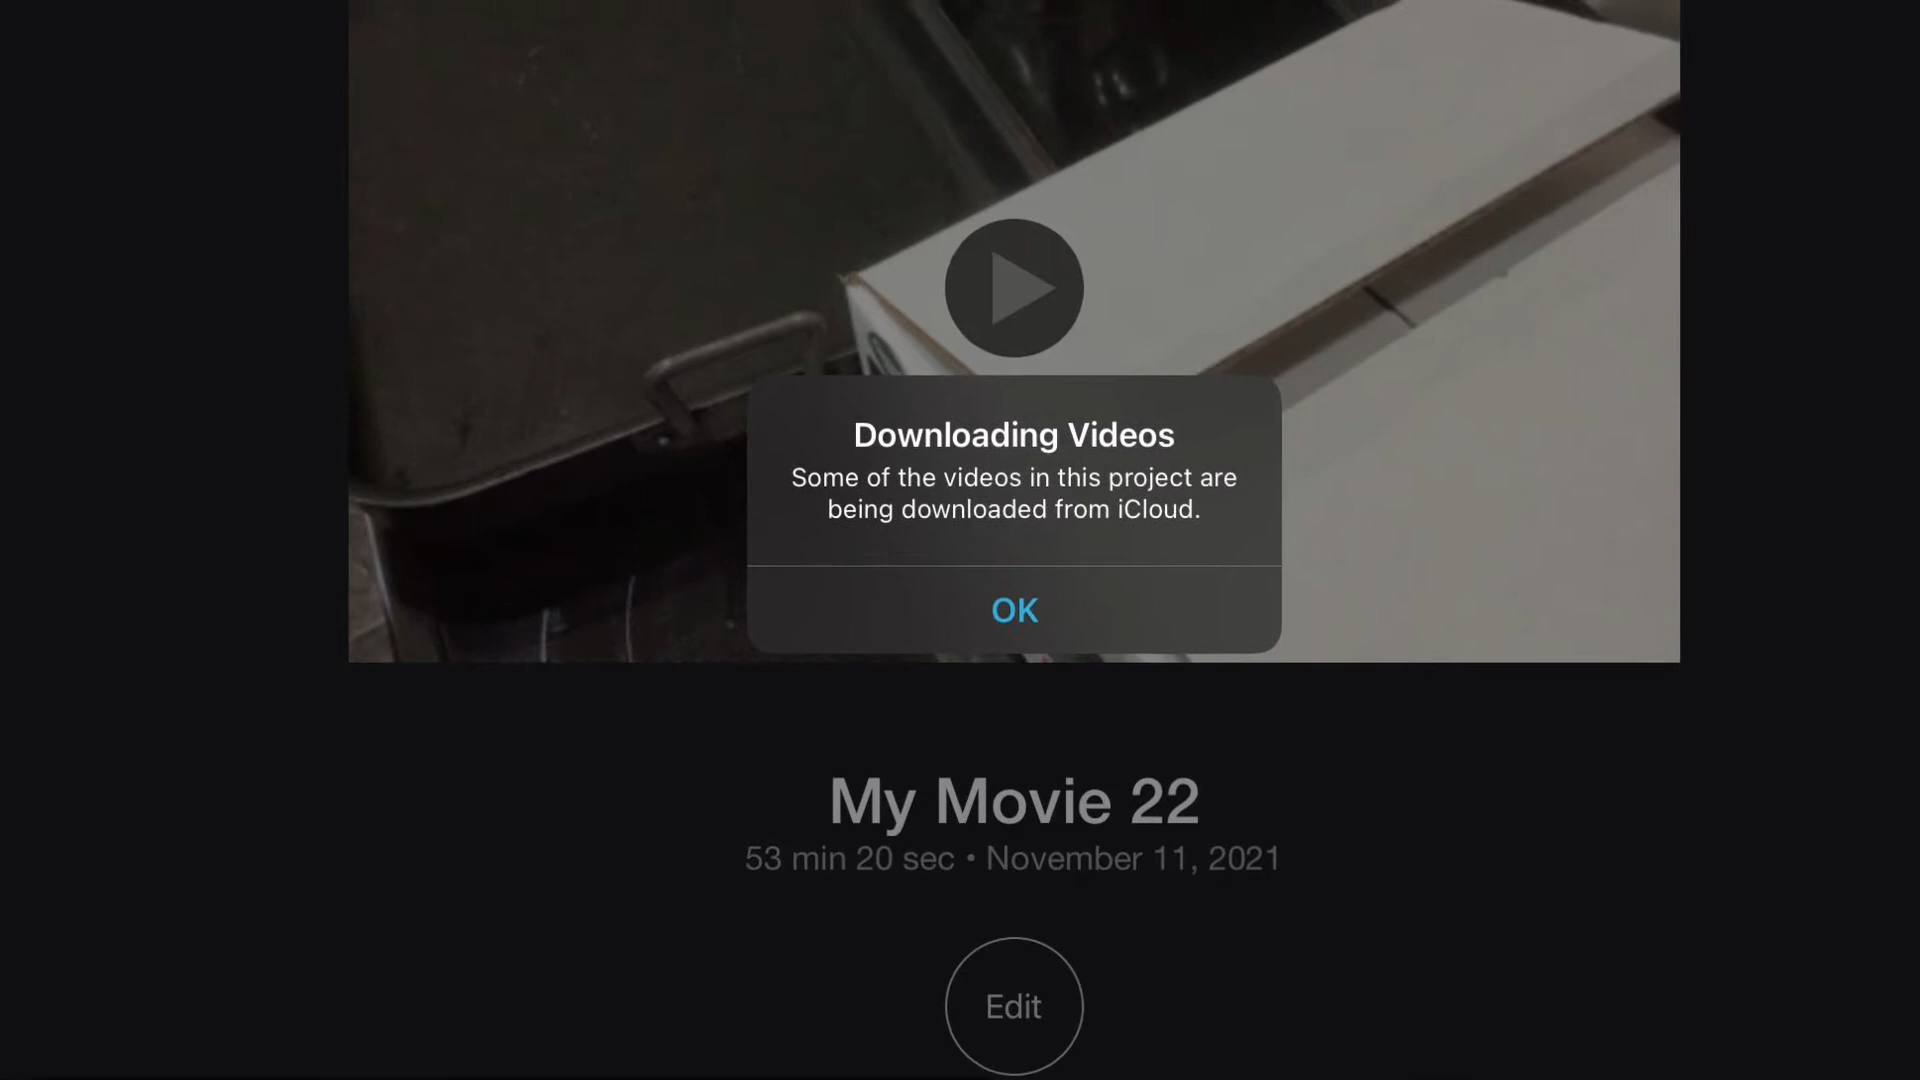 Downloading Videos
Some of the videos in this project are
being downloaded from iCloud.
OK
My Movie 22
53 min 20 sec • November 11, 2021
Edit